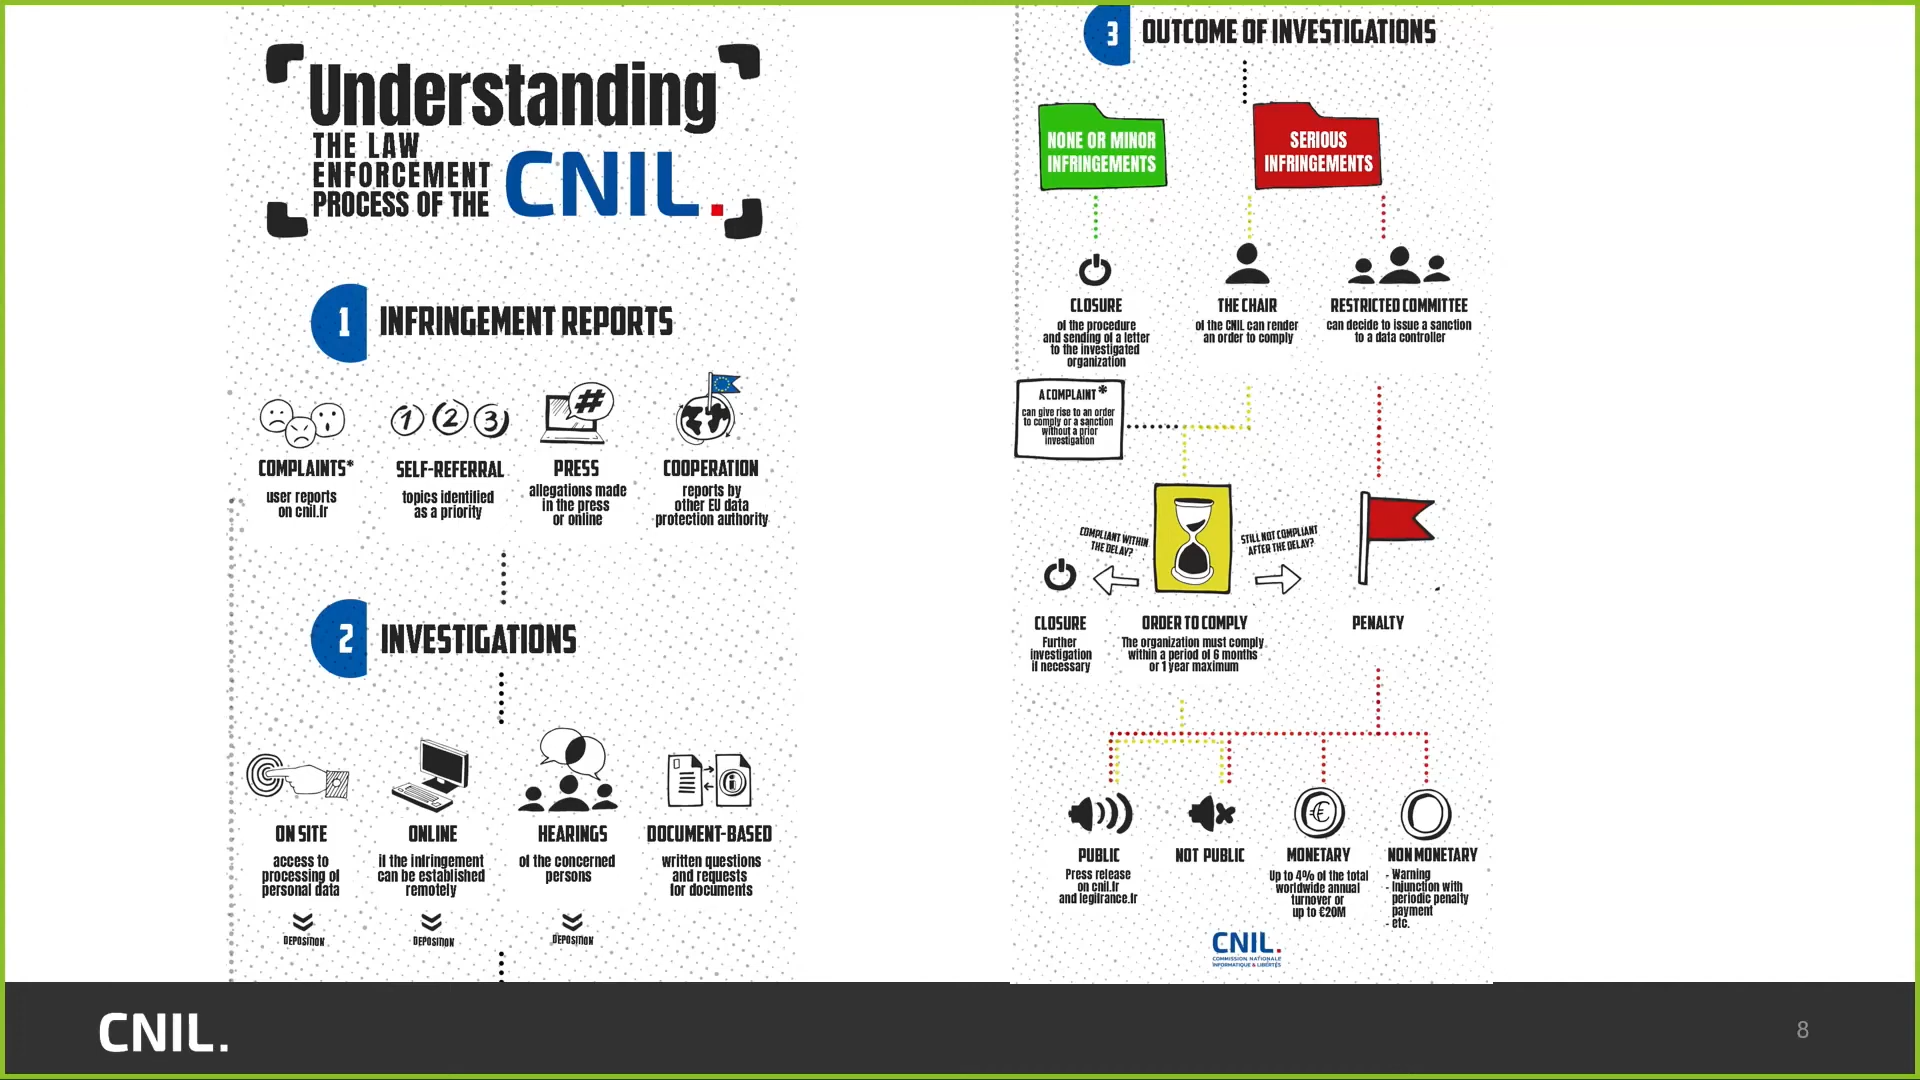 Understanding
THE LAW
ENFORCEMENT
PROCESS OF THE
CNIL.
1 INFRINGEMENT REPORTS
#
1 2 3
COMPLAINTS*
user reports
on cnil.fr
SELF-REFERRAL
topics identified
as a priority
PRESS
allegations made
in the press
or online
COOPERATION
reports by
other EU data
protection authority
2 INVESTIGATIONS
ON SITE
access to
processing of
personal data
DEPOSITION
ONLINE
if the infringement
can be established
remotely
DEPOSITION
HEARINGS
of the concerned
persons
DEPOSITION
DOCUMENT-BASED
written questions
and requests
for documents
3 OUTCOME OF INVESTIGATIONS
NONE OR MINOR
INFRINGEMENTS
SERIOUS
INFRINGEMENTS
CLOSURE
of the procedure
and sending of a letter
to the investigated
organization
THE CHAIR
of the CNIL can render
an order to comply
RESTRICTED COMMITTEE
can decide to issue a sanction
to a data controller
A COMPLAINT*
can give rise to an order
to comply or a sanction
without a prior
investigation
COMPLIANT WITHIN
THE DELAY?
STILL NOT COMPLIANT
AFTER THE DELAY?
CLOSURE
Further
investigation
if necessary
ORDER TO COMPLY
The organization must comply
within a period of 6 months
or 1 year maximum
PENALTY
PUBLIC
Press release
on cnil.fr
and legifrance.fr
NOT PUBLIC
€
MONETARY
Up to 4% of the total
worldwide annual
turnover or
up to €20M
NON MONETARY
- Warning
- Injunction with
periodic penalty
payment
- etc.
CNIL.
COMMISSION NATIONALE
INFORMATIQUE & LIBERTÉS
CNIL.
8